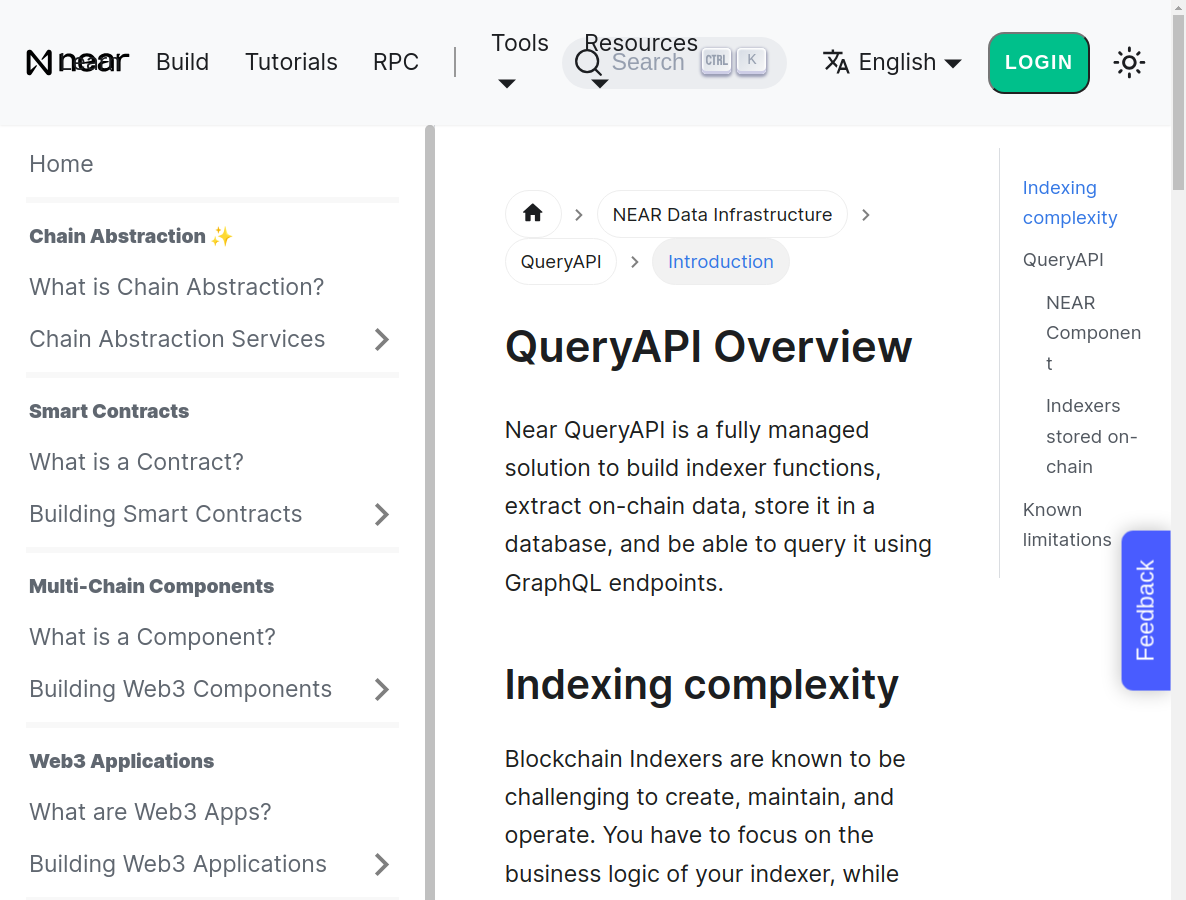 near
Learn
Build
Tutorials
RPC
Tools
Resources
Search
CTRL
K
English
LOGIN
Home
Chain Abstraction ✨
What is Chain Abstraction?
Chain Abstraction Services
Smart Contracts
What is a Contract?
Building Smart Contracts
Multi-Chain Components
What is a Component?
Building Web3 Components
Web3 Applications
What are Web3 Apps?
Building Web3 Applications
NEAR Data Infrastructure
QueryAPI
Introduction
QueryAPI Overview
Near QueryAPI is a fully managed
solution to build indexer functions,
extract on-chain data, store it in a
database, and be able to query it using
GraphQL endpoints.
Indexing complexity
Blockchain Indexers are known to be
challenging to create, maintain, and
operate. You have to focus on the
business logic of your indexer, while
Indexing
complexity
QueryAPI
NEAR
Componen
t
Indexers
stored on-
chain
Known
limitations
Feedback